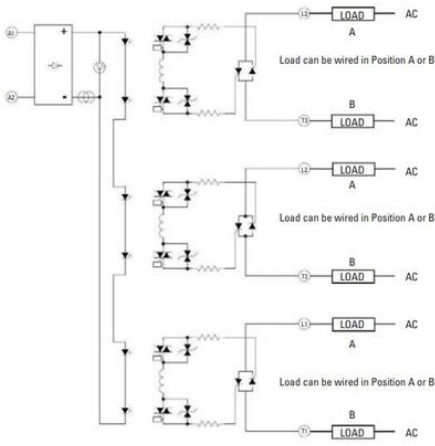 L3 LOAD AC
A
A1
+
Load can be wired in Position A or B
A2
-
B
T3 LOAD AC
L2 LOAD AC
A
Load can be wired in Position A or B
B
T2 LOAD AC
L1 LOAD AC
A
Load can be wired in Position A or B
B
T1 LOAD AC